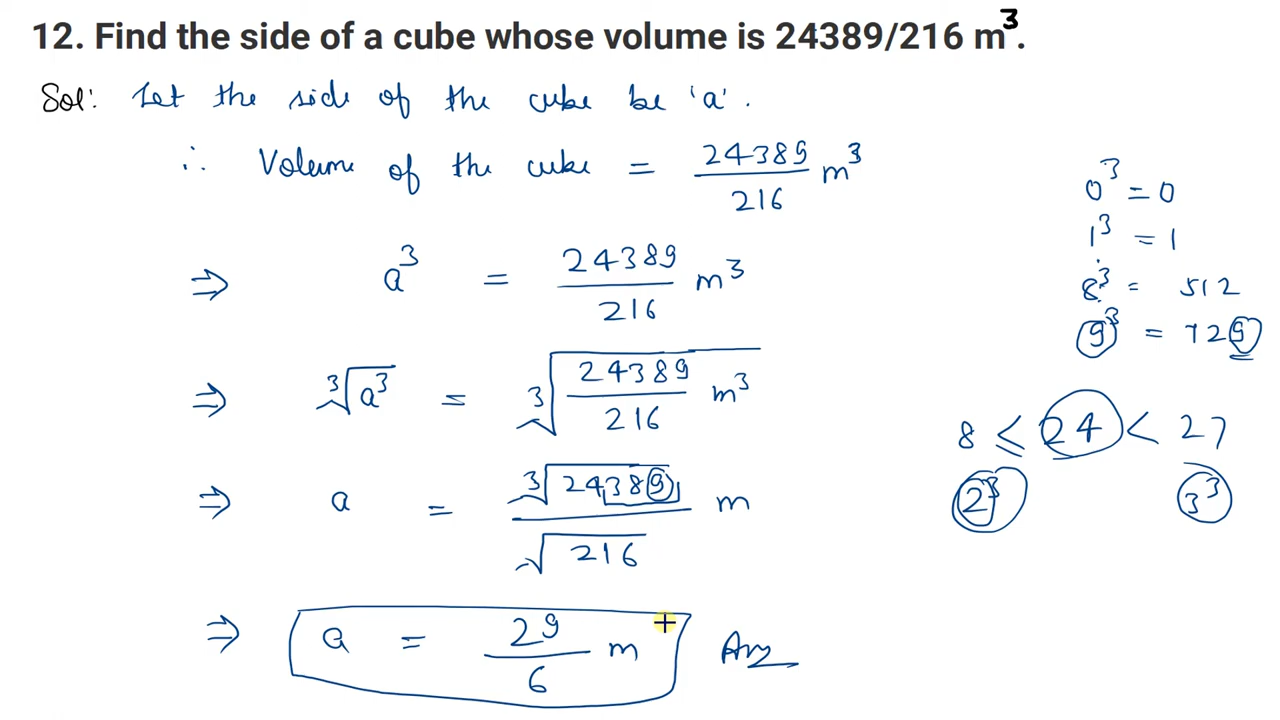 12. Find the side of a cube whose volume is 24389/216 m³.
Sol: Let the side of the cube be 'a'.
∴ Volume of the cube = 24389/216 m³
⇒ a³ = 24389/216 m³
⇒ ∛a³ = ∛(24389/216 m³)
⇒ a = ∛24389/√216 m
⇒ a = 29/6 m Ans
0³ = 0
1³ = 1
8³ = 512
9³ = 729
8 ≤ 24 < 27
2³ 3³